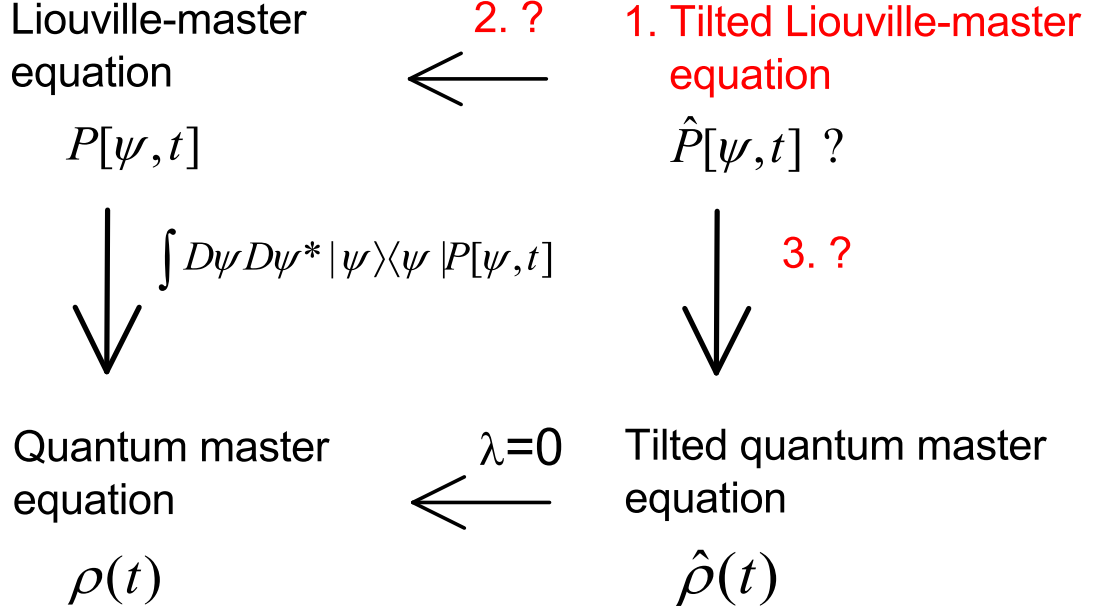 Liouville-master equation
2. ?
1. Tilted Liouville-master equation
P[ψ,t]
P̂[ψ,t] ?
∫DψDψ*|ψ⟩⟨ψ|P[ψ,t]
3. ?
Quantum master equation
λ=0
Tilted quantum master equation
ρ(t)
ρ̂(t)